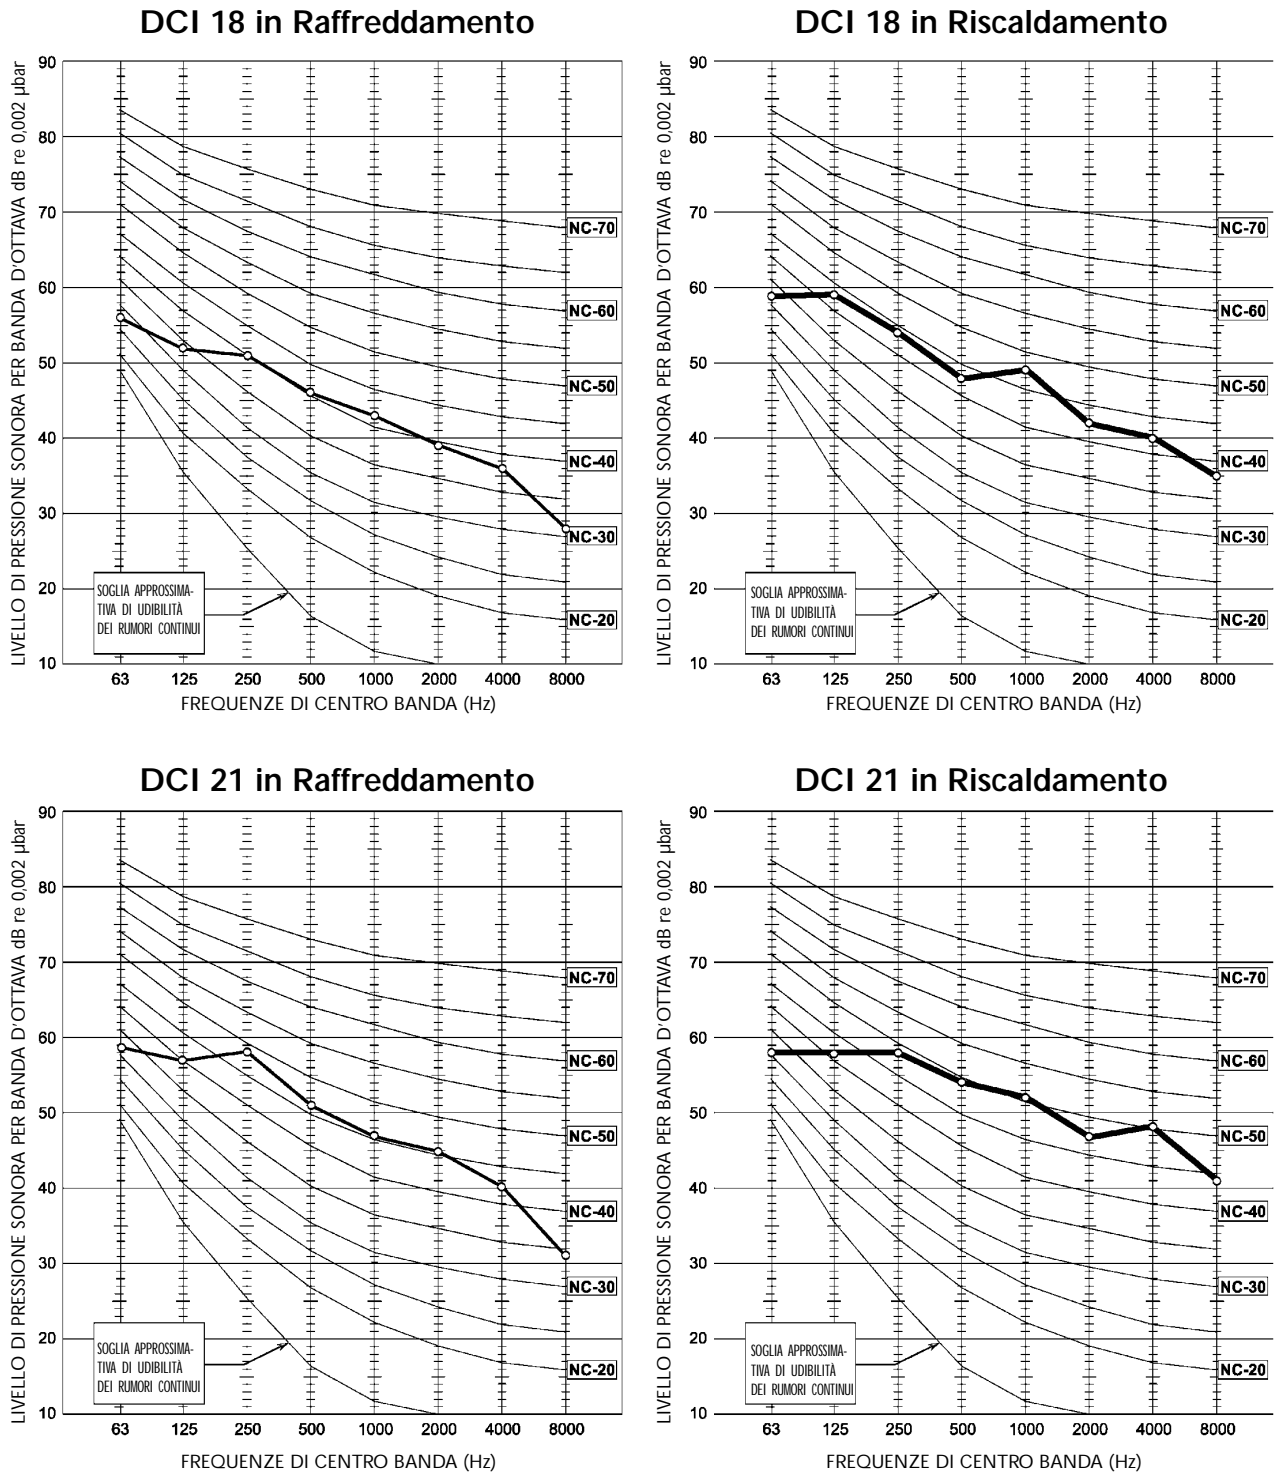 DCI 18 in Raffreddamento
LIVELLO DI PRESSIONE SONORA PER BANDA D'OTTAVA dB re 0,002 µbar
90
80
70
60
50
40
30
20
10
NC-70
NC-60
NC-50
NC-40
NC-30
NC-20
SOGLIA APPROSSIMA-
TIVA DI UDIBILITÀ
DEI RUMORI CONTINUI
63 125 250 500 1000 2000 4000 8000
FREQUENZE DI CENTRO BANDA (Hz)
DCI 18 in Riscaldamento
LIVELLO DI PRESSIONE SONORA PER BANDA D'OTTAVA dB re 0,002 µbar
90
80
70
60
50
40
30
20
10
NC-70
NC-60
NC-50
NC-40
NC-30
NC-20
SOGLIA APPROSSIMA-
TIVA DI UDIBILITÀ
DEI RUMORI CONTINUI
63 125 250 500 1000 2000 4000 8000
FREQUENZE DI CENTRO BANDA (Hz)
DCI 21 in Raffreddamento
LIVELLO DI PRESSIONE SONORA PER BANDA D'OTTAVA dB re 0,002 µbar
90
80
70
60
50
40
30
20
10
NC-70
NC-60
NC-50
NC-40
NC-30
NC-20
SOGLIA APPROSSIMA-
TIVA DI UDIBILITÀ
DEI RUMORI CONTINUI
63 125 250 500 1000 2000 4000 8000
FREQUENZE DI CENTRO BANDA (Hz)
DCI 21 in Riscaldamento
LIVELLO DI PRESSIONE SONORA PER BANDA D'OTTAVA dB re 0,002 µbar
90
80
70
60
50
40
30
20
10
NC-70
NC-60
NC-50
NC-40
NC-30
NC-20
SOGLIA APPROSSIMA-
TIVA DI UDIBILITÀ
DEI RUMORI CONTINUI
63 125 250 500 1000 2000 4000 8000
FREQUENZE DI CENTRO BANDA (Hz)